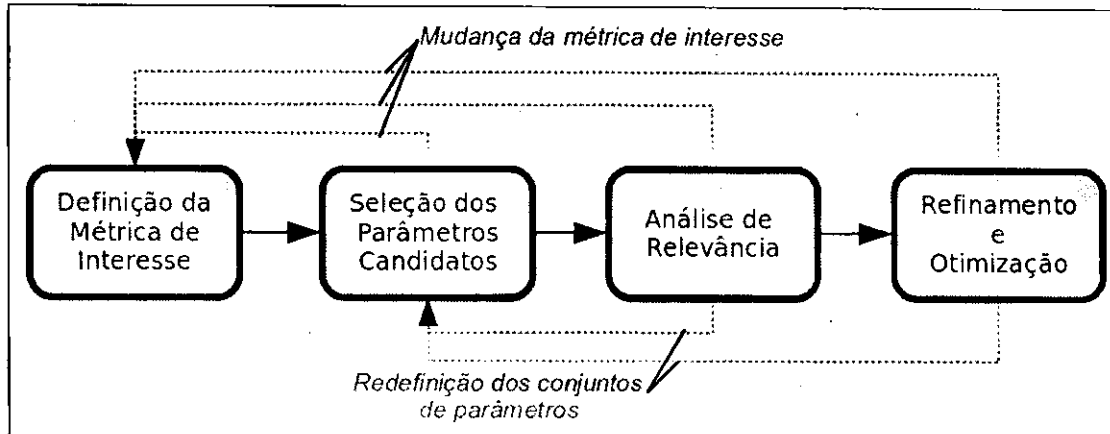 Mudança da métrica de interesse
Definição da
Métrica de
Interesse
Seleção dos
Parâmetros
Candidatos
Análise de
Relevância
Refinamento
e
Otimização
Redefinição dos conjuntos
de parâmetros